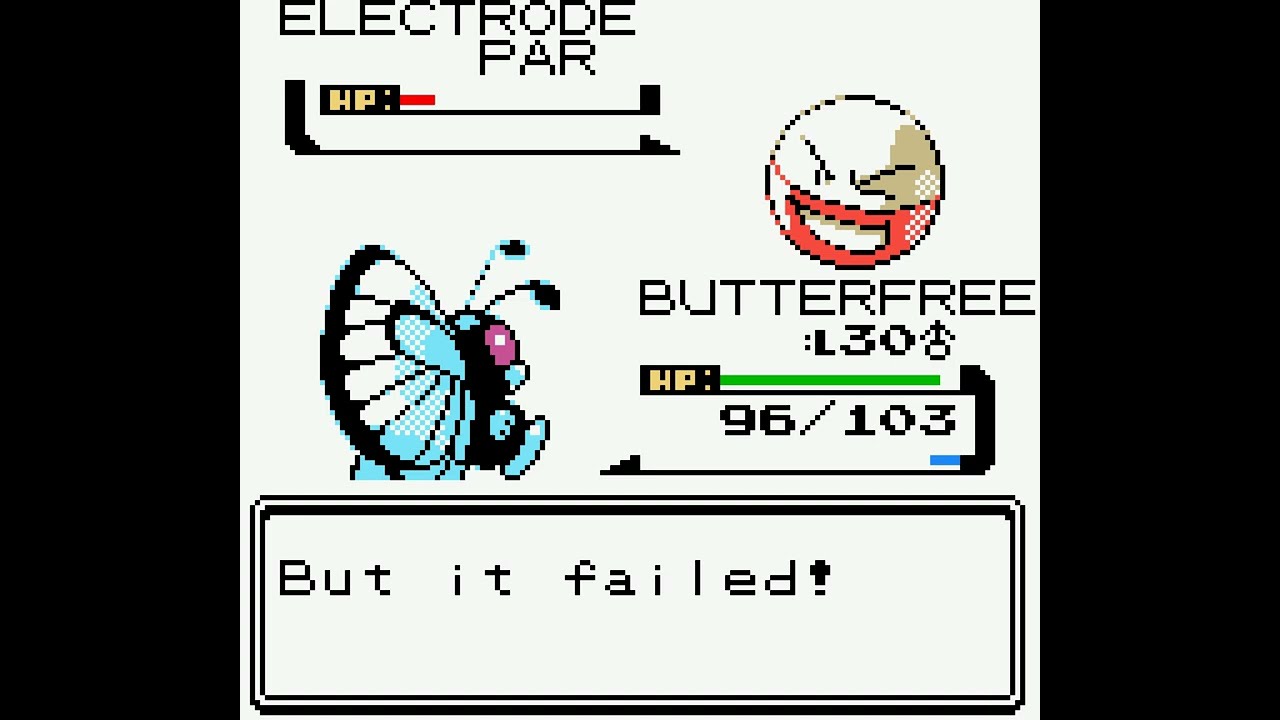 ELECTRODE
PAR
HP:
BUTTERFREE
:L30♂
HP:
96/103
But it failed!